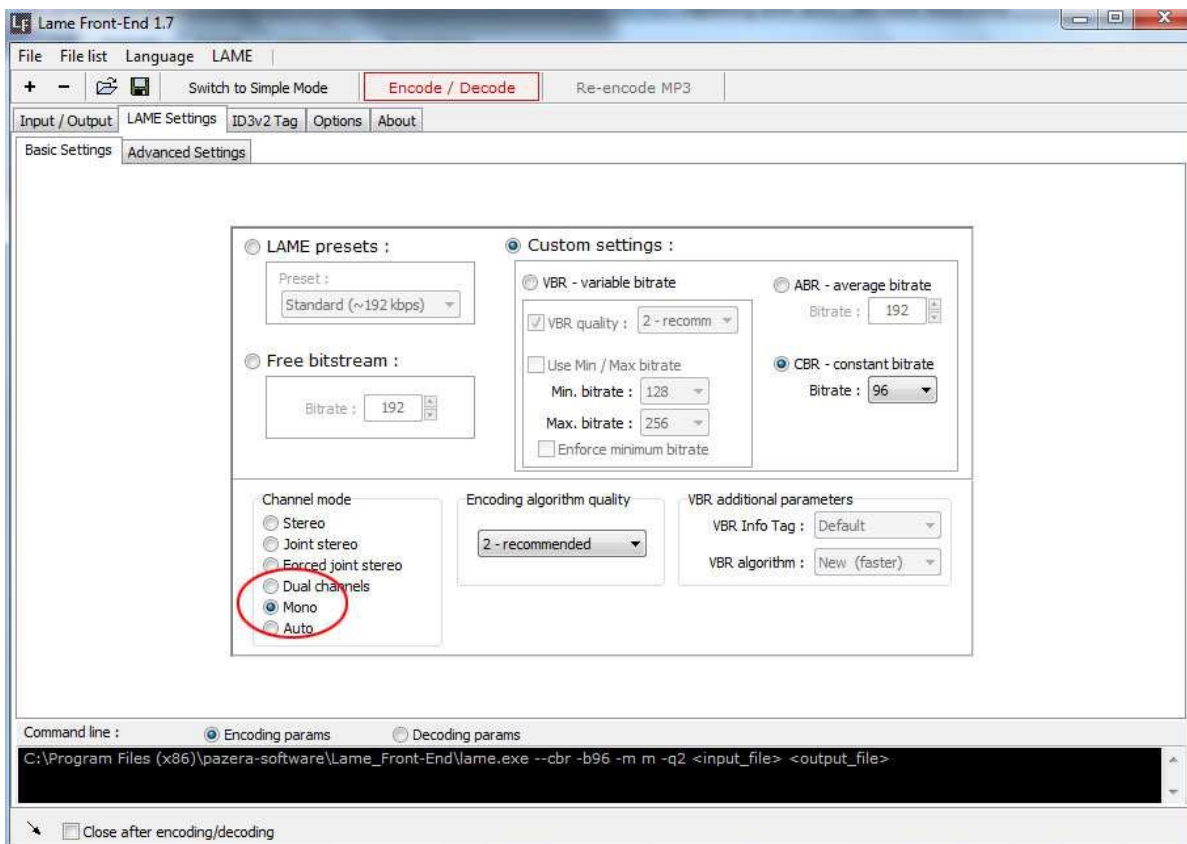 LF Lame Front-End 1.7
File File list Language LAME
+ - Switch to Simple Mode Encode / Decode Re-encode MP3
Input / Output LAME Settings ID3v2 Tag Options About
Basic Settings Advanced Settings
LAME presets :
Preset :
Standard (~192 kbps)
Free bitstream :
Bitrate : 192
Custom settings :
VBR - variable bitrate
VBR quality : 2 - recomm
Use Min / Max bitrate
Min. bitrate : 128
Max. bitrate : 256
Enforce minimum bitrate
ABR - average bitrate
Bitrate : 192
CBR - constant bitrate
Bitrate : 96
Channel mode
Stereo
Joint stereo
Forced joint stereo
Dual channels
Mono
Auto
Encoding algorithm quality
2 - recommended
VBR additional parameters
VBR Info Tag : Default
VBR algorithm : New (faster)
Command line : Encoding params Decoding params
C:\Program Files (x86)\pazera-software\Lame_Front-End\lame.exe --cbr -b96 -m m -q2 <input_file> <output_file>
Close after encoding/decoding